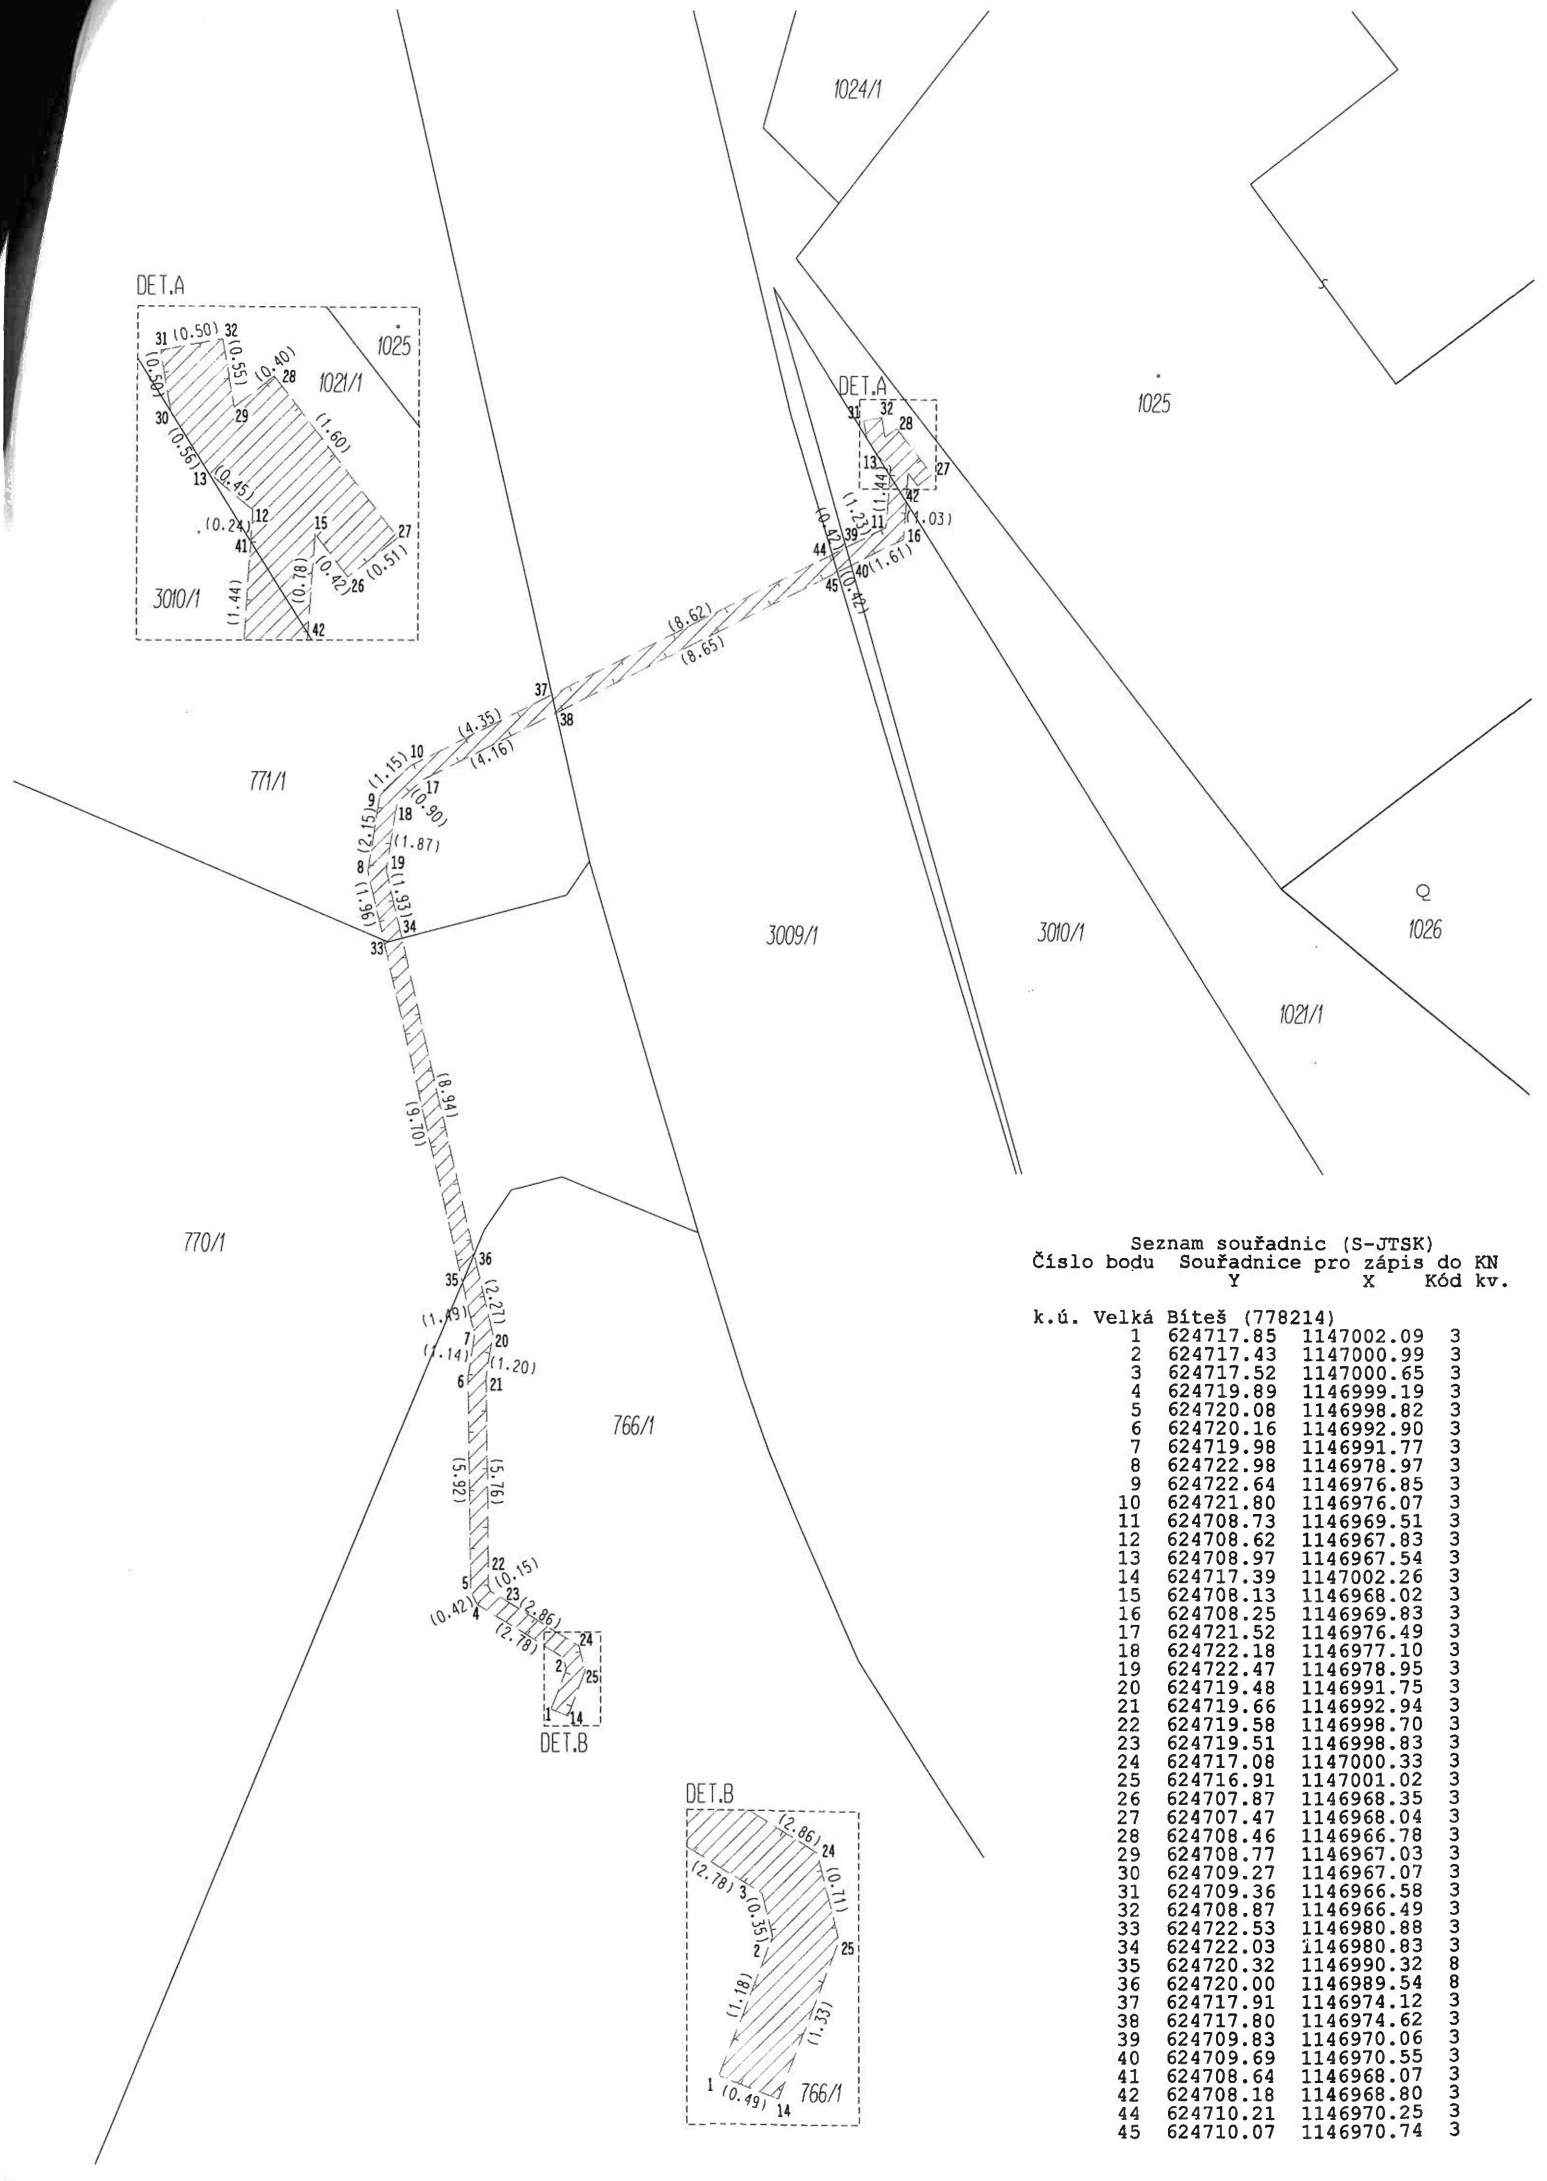 1024/1
DET.A
31 (0.50) 32
(0.50)
(0.55)
(0.40)
28
1025
1021/1
30
29
(0.56)
(1.60)
13
(0.45)
12
(0.24)
15
27
41
(0.78)
(0.42)
26
(0.51)
3010/1
(1.44)
42
DET.A
1025
31
32
28
13
27
(1.44)
42
(1.23)
11
(1.03)
(0.42)
39
16
44
40
(1.61)
45
(0.42)
(8.62)
(8.65)
37
38
(4.35)
(4.16)
10
(1.15)
17
9
(0.90)
18
(2.15)
(1.87)
8
19
(1.96)
(1.93)
34
33
771/1
3009/1
3010/1
1026
1021/1
(8.94)
(9.70)
770/1
36
35
(2.27)
(1.49)
7
20
(1.14)
(1.20)
6
21
766/1
(5.92)
(5.76)
22
(0.15)
5
23
(2.86)
(0.42)
4
(2.78)
24
2
25
1
14
DET.B
DET.B
(2.86)
24
(2.78)
3
(0.71)
(0.35)
2
25
(1.18)
(1.33)
1
(0.49)
14
766/1
Seznam souřadnic (S-JTSK)
Číslo bodu Souřadnice pro zápis do KN
Y X Kód kv.
k.ú. Velká Bíteš (778214)
1 624717.85 1147002.09 3
2 624717.43 1147000.99 3
3 624717.52 1147000.65 3
4 624719.89 1146999.19 3
5 624720.08 1146998.82 3
6 624720.16 1146992.90 3
7 624719.98 1146991.77 3
8 624722.98 1146978.97 3
9 624722.64 1146976.85 3
10 624721.80 1146976.07 3
11 624708.73 1146969.51 3
12 624708.62 1146967.83 3
13 624708.97 1146967.54 3
14 624717.39 1147002.26 3
15 624708.13 1146968.02 3
16 624708.25 1146969.83 3
17 624721.52 1146976.49 3
18 624722.18 1146977.10 3
19 624722.47 1146978.95 3
20 624719.48 1146991.75 3
21 624719.66 1146992.94 3
22 624719.58 1146998.70 3
23 624719.51 1146998.83 3
24 624717.08 1147000.33 3
25 624716.91 1147001.02 3
26 624707.87 1146968.35 3
27 624707.47 1146968.04 3
28 624708.46 1146966.78 3
29 624708.77 1146967.03 3
30 624709.27 1146967.07 3
31 624709.36 1146966.58 3
32 624708.87 1146966.49 3
33 624722.53 1146980.88 3
34 624722.03 1146980.83 3
35 624720.32 1146990.32 8
36 624720.00 1146989.54 8
37 624717.91 1146974.12 3
38 624717.80 1146974.62 3
39 624709.83 1146970.06 3
40 624709.69 1146970.55 3
41 624708.64 1146968.07 3
42 624708.18 1146968.80 3
44 624710.21 1146970.25 3
45 624710.07 1146970.74 3